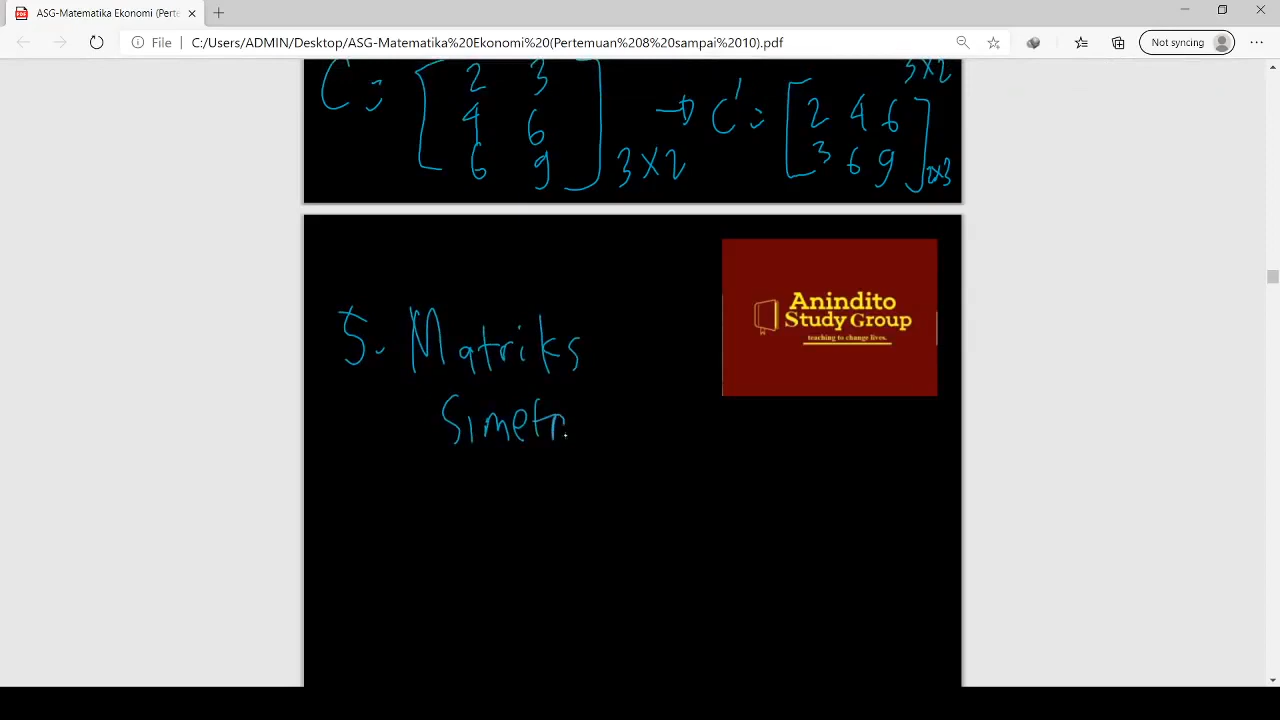 ASG-Matematika Ekonomi (Perte
File
C:/Users/ADMIN/Desktop/ASG-Matematika%20Ekonomi%20(Pertemuan%208%20sampai%2010).pdf
Not syncing
3x2
C = [ 2 3 → C' = [ 2 4 6 ]
4 6 3 6 9 2x3
6 9 ] 3x2
Anindito
Study Group
teaching to change lives.
5. Matriks
Simetr